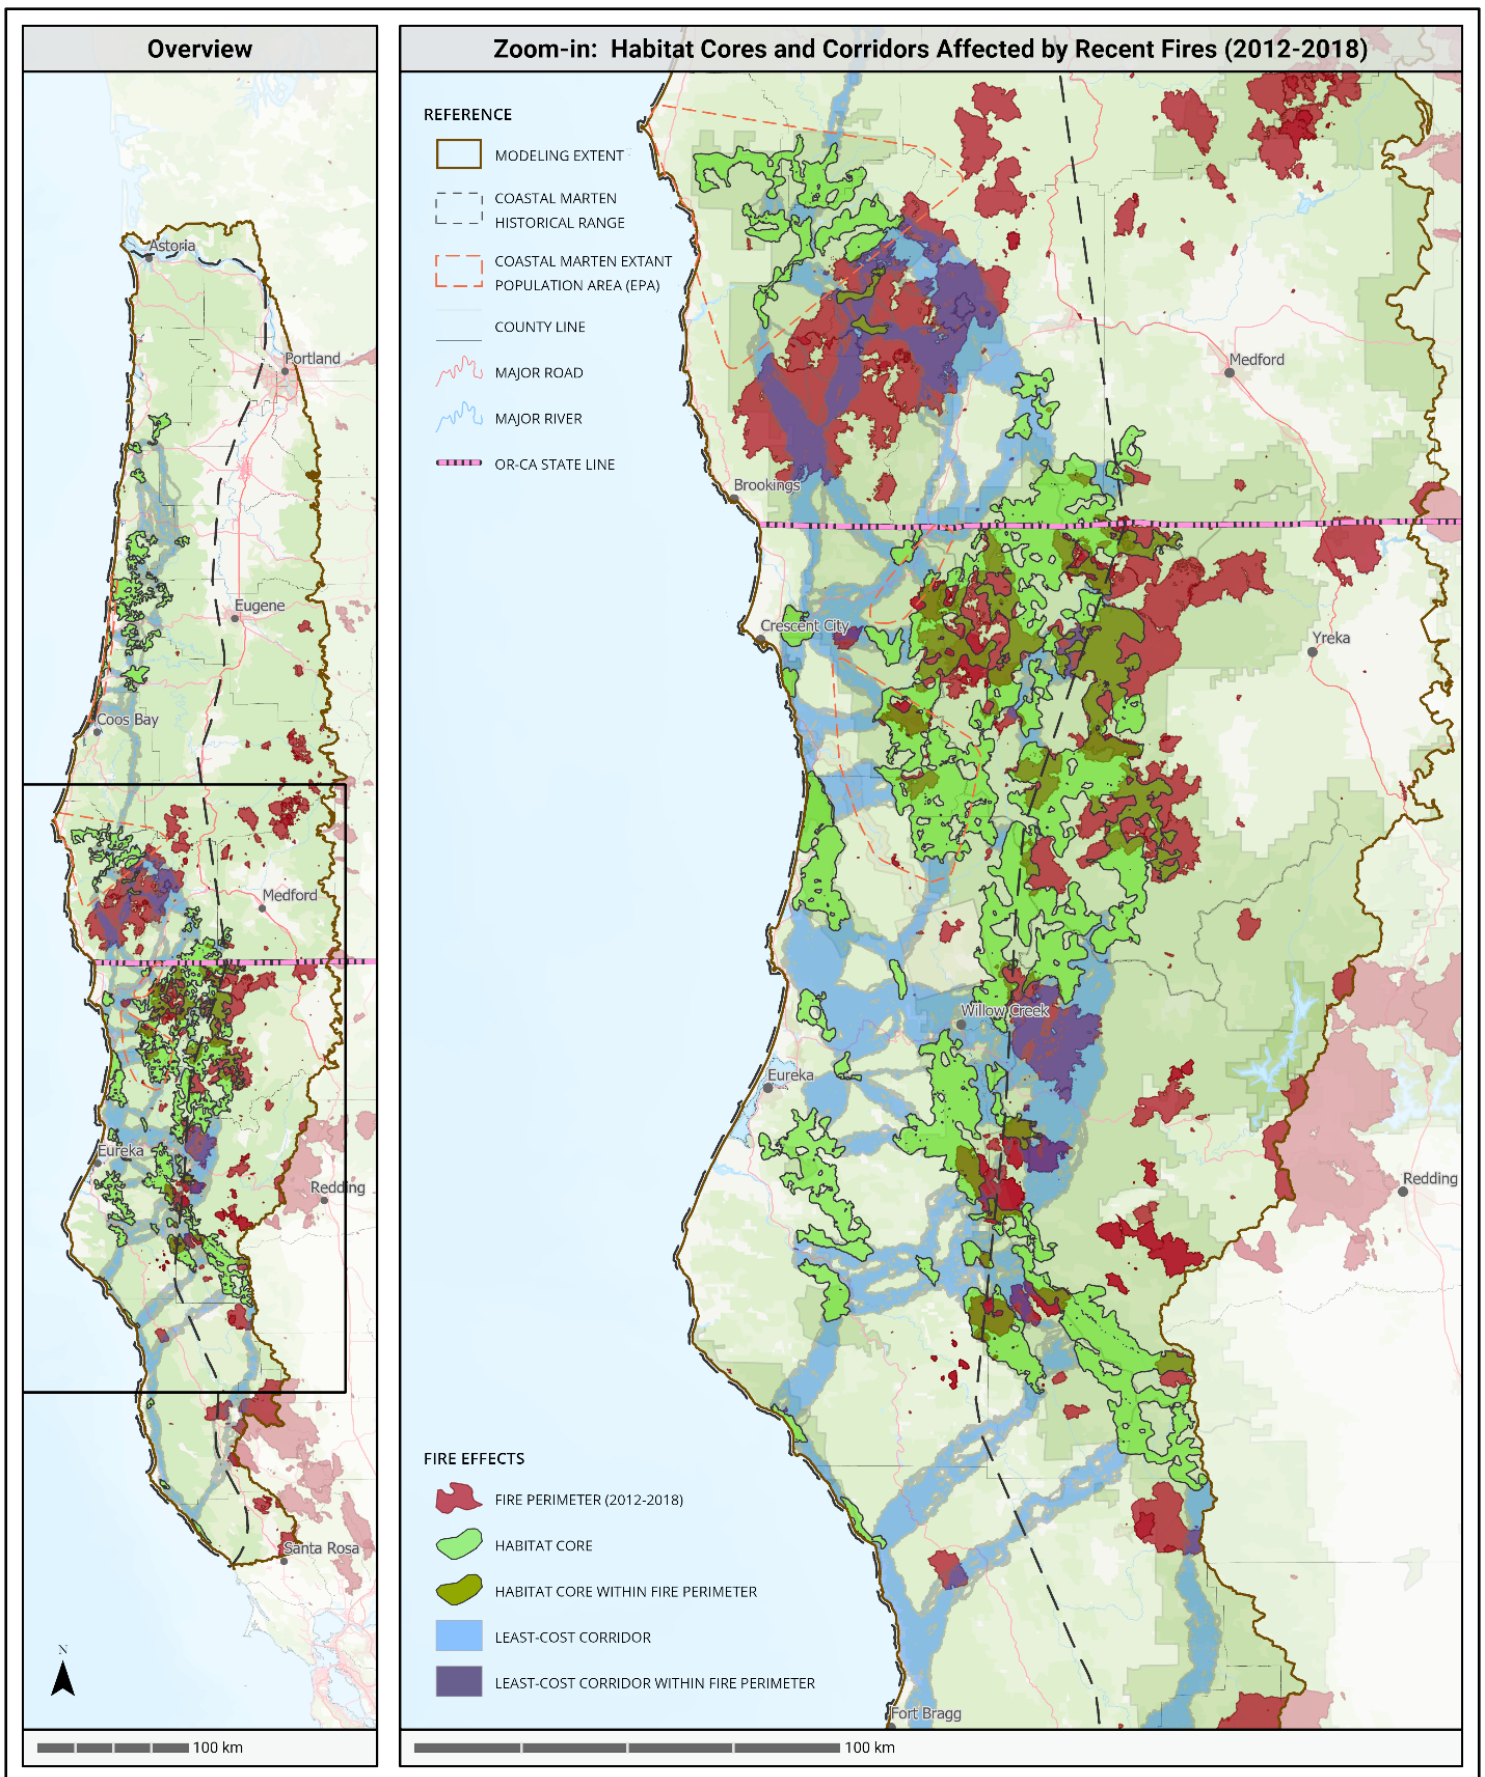 Overview
Astoria
Portland
Eugene
Coos Bay
Medford
Eureka
Redding
Santa Rosa
N
100 km
Zoom-in: Habitat Cores and Corridors Affected by Recent Fires (2012-2018)
REFERENCE
MODELING EXTENT
COASTAL MARTEN
HISTORICAL RANGE
COASTAL MARTEN EXTANT
POPULATION AREA (EPA)
COUNTY LINE
MAJOR ROAD
MAJOR RIVER
OR-CA STATE LINE
Medford
Brookings
Crescent City
Yreka
Willow Creek
Eureka
Redding
Fort Bragg
FIRE EFFECTS
FIRE PERIMETER (2012-2018)
HABITAT CORE
HABITAT CORE WITHIN FIRE PERIMETER
LEAST-COST CORRIDOR
LEAST-COST CORRIDOR WITHIN FIRE PERIMETER
100 km